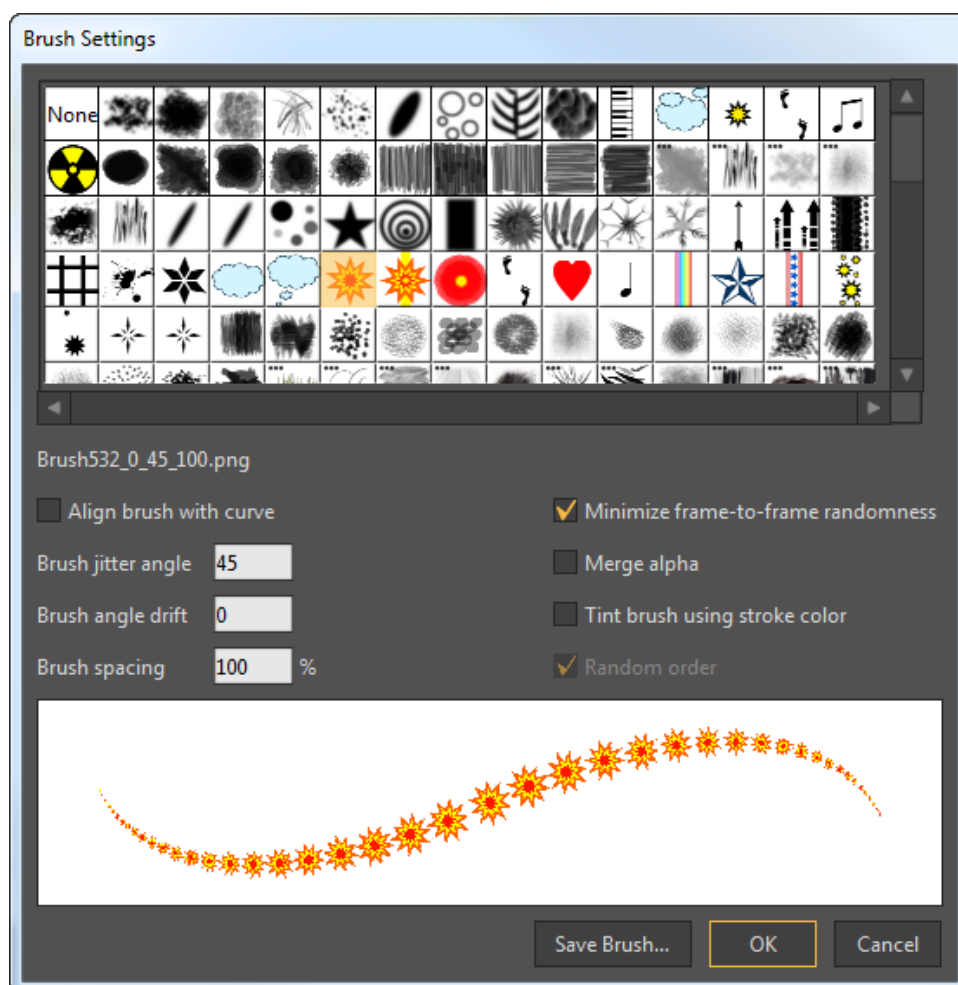 Brush Settings
None
Brush532_0_45_100.png
Align brush with curve
Minimize frame-to-frame randomness
Brush jitter angle 45
Merge alpha
Brush angle drift 0
Tint brush using stroke color
Brush spacing 100 %
Random order
Save Brush... OK Cancel